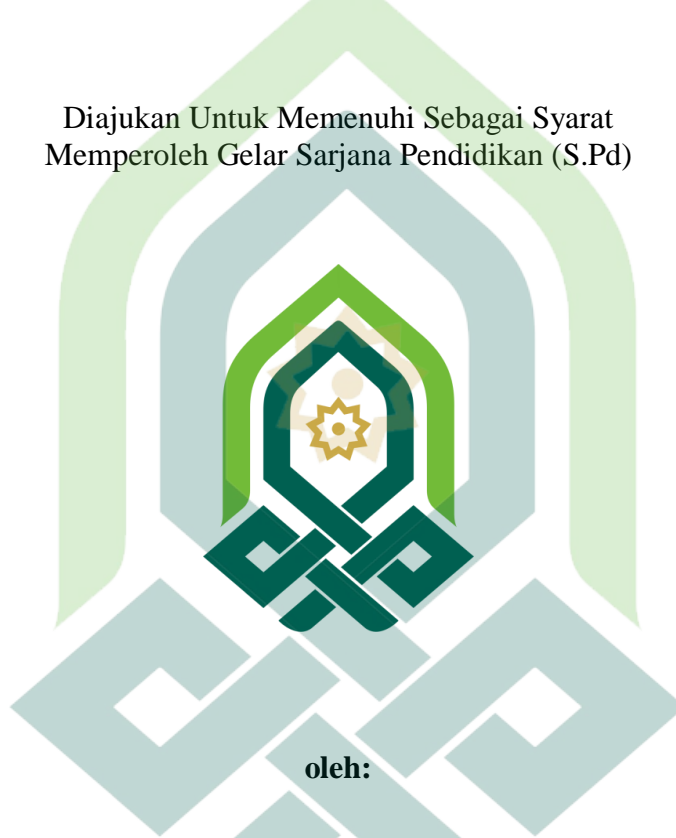 Diajukan Untuk Memenuhi Sebagai Syarat
Memperoleh Gelar Sarjana Pendidikan (S.Pd)
oleh: